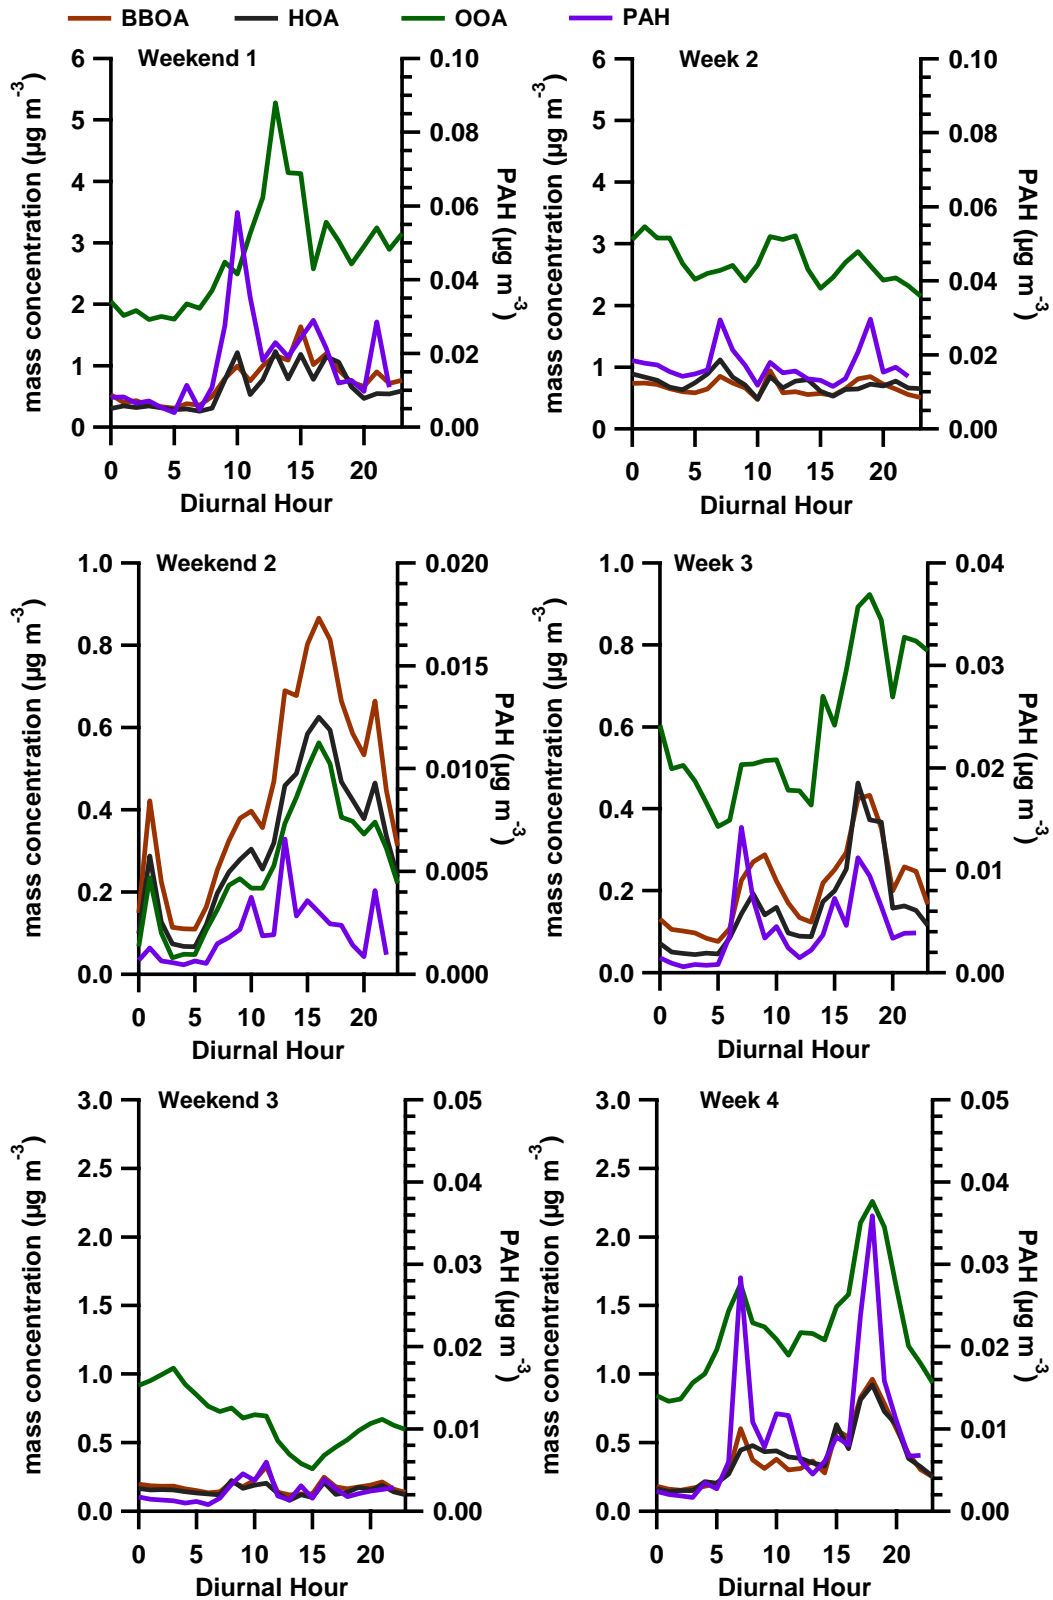 BBOA HOA OOA PAH
Weekend 1
mass concentration (µg m-3)
6
5
4
3
2
1
0
0.10
0.08
0.06
0.04
0.02
0.00
PAH (µg m-3)
0 5 10 15 20
Diurnal Hour
Week 2
mass concentration (µg m-3)
6
5
4
3
2
1
0
0.10
0.08
0.06
0.04
0.02
0.00
PAH (µg m-3)
0 5 10 15 20
Diurnal Hour
Weekend 2
mass concentration (µg m-3)
1.0
0.8
0.6
0.4
0.2
0.0
0.020
0.015
0.010
0.005
0.000
PAH (µg m-3)
0 5 10 15 20
Diurnal Hour
Week 3
mass concentration (µg m-3)
1.0
0.8
0.6
0.4
0.2
0.0
0.04
0.03
0.02
0.01
0.00
PAH (µg m-3)
0 5 10 15 20
Diurnal Hour
Weekend 3
mass concentration (µg m-3)
3.0
2.5
2.0
1.5
1.0
0.5
0.0
0.05
0.04
0.03
0.02
0.01
0.00
PAH (µg m-3)
0 5 10 15 20
Diurnal Hour
Week 4
mass concentration (µg m-3)
3.0
2.5
2.0
1.5
1.0
0.5
0.0
0.05
0.04
0.03
0.02
0.01
0.00
PAH (µg m-3)
0 5 10 15 20
Diurnal Hour